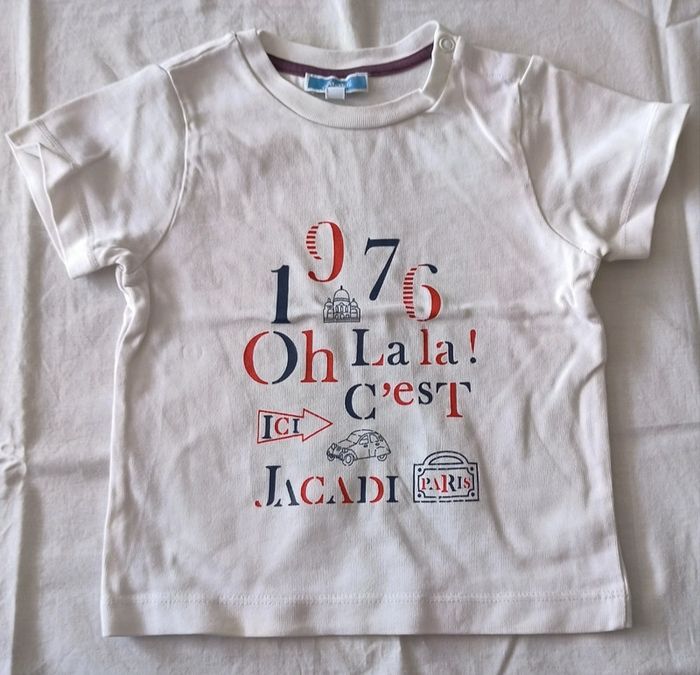 1976
Oh La la !
C'est
ICI
JACADI PARIS